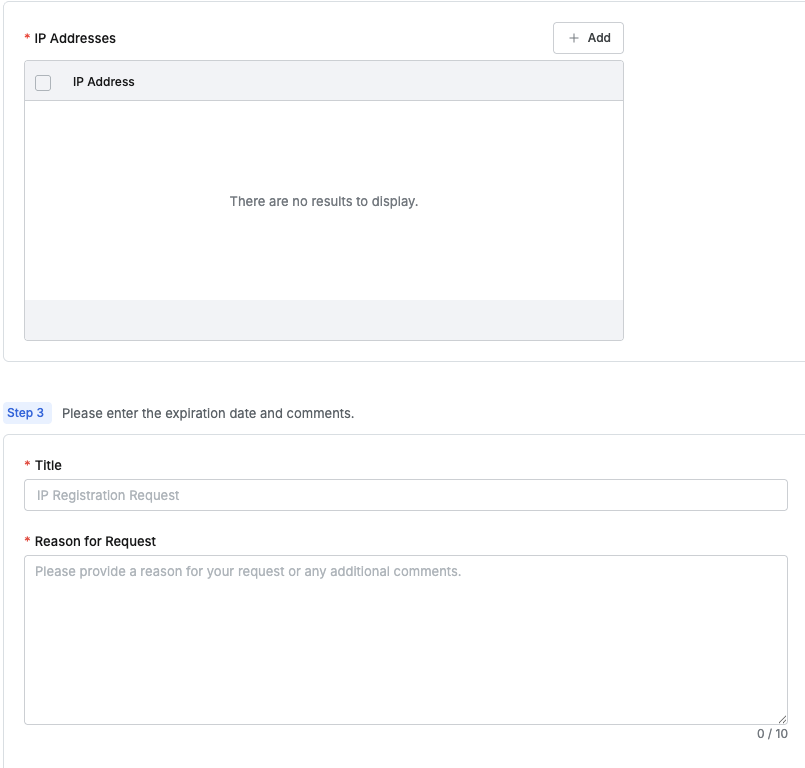 * IP Addresses
+ Add
IP Address
There are no results to display.
Step 3 Please enter the expiration date and comments.
* Title
IP Registration Request
* Reason for Request
Please provide a reason for your request or any additional comments.
0 / 10